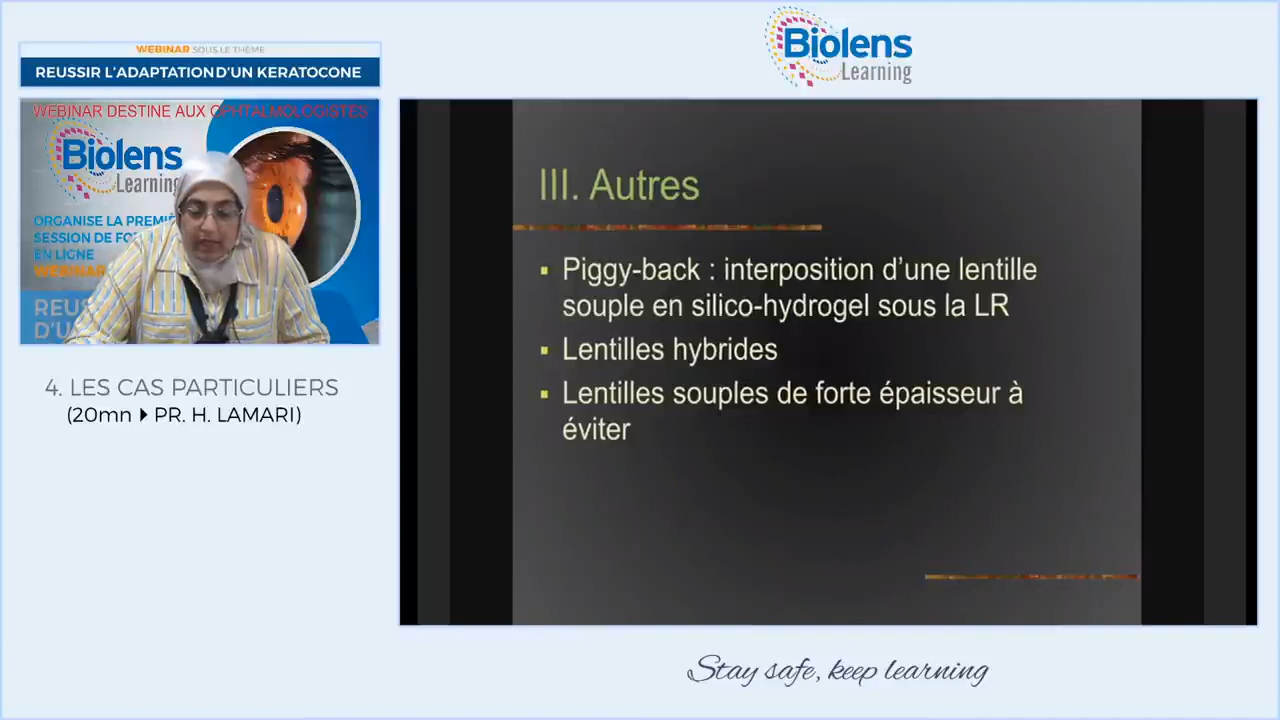 Biolens
Learning
WEBINAR SOUS LE THÈME
REUSSIR L'ADAPTATION D'UN KERATOCONE
WEBINAR DESTINE AUX OPHTALMOLOGISTES
Biolens
Learning
ORGANISE LA PREMIÈ
SESSION DE FO
EN LIGNE
WEBINAR
REUS
D'U
4. LES CAS PARTICULIERS
(20mn ▶ PR. H. LAMARI)
III. Autres
▪ Piggy-back : interposition d'une lentille
souple en silico-hydrogel sous la LR
▪ Lentilles hybrides
▪ Lentilles souples de forte épaisseur à
éviter
Stay safe, keep learning